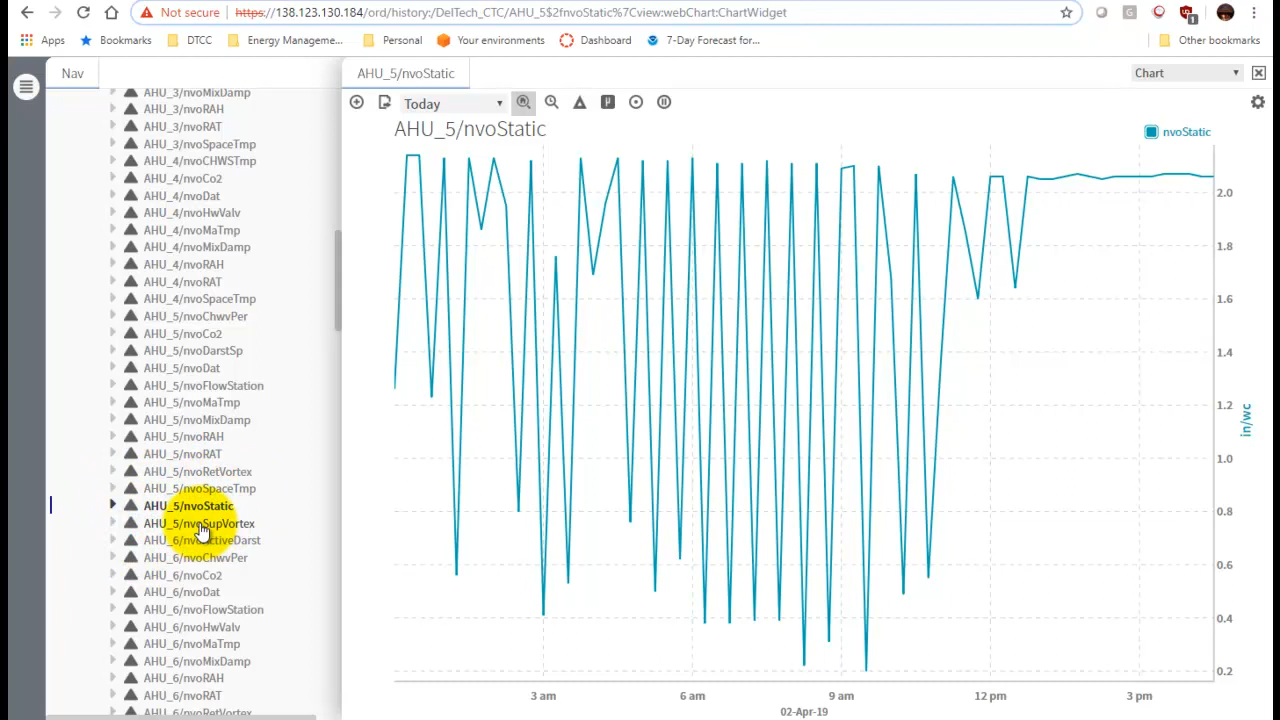 Not secure
https://138.123.130.184/ord/history:/DelTech_CTC/AHU_5$2fnvoStatic%7Cview:webChart:ChartWidget
1
Apps
Bookmarks
DTCC
Energy Manageme...
Personal
Your environments
Dashboard
7-Day Forecast for...
Other bookmarks
Nav
AHU_5/nvoStatic
Chart
AHU_3/nvoMixDamp
AHU_3/nvoRAH
AHU_3/nvoRAT
AHU_3/nvoSpaceTmp
AHU_4/nvoCHWSTmp
AHU_4/nvoCo2
AHU_4/nvoDat
AHU_4/nvoHwValv
AHU_4/nvoMaTmp
AHU_4/nvoMixDamp
AHU_4/nvoRAH
AHU_4/nvoRAT
AHU_4/nvoSpaceTmp
AHU_5/nvoChwvPer
AHU_5/nvoCo2
AHU_5/nvoDarstSp
AHU_5/nvoDat
AHU_5/nvoFlowStation
AHU_5/nvoMaTmp
AHU_5/nvoMixDamp
AHU_5/nvoRAH
AHU_5/nvoRAT
AHU_5/nvoRetVortex
AHU_5/nvoSpaceTmp
AHU_5/nvoStatic
AHU_5/nvoSupVortex
AHU_6/nvoActiveDarst
AHU_6/nvoChwvPer
AHU_6/nvoCo2
AHU_6/nvoDat
AHU_6/nvoFlowStation
AHU_6/nvoHwValv
AHU_6/nvoMaTmp
AHU_6/nvoMixDamp
AHU_6/nvoRAH
AHU_6/nvoRAT
AHU_6/nvoRetVortex
Today
AHU_5/nvoStatic
nvoStatic
2.0
1.8
1.6
1.4
1.2
1.0
0.8
0.6
0.4
0.2
in/wc
3 am
6 am
9 am
12 pm
3 pm
02-Apr-19